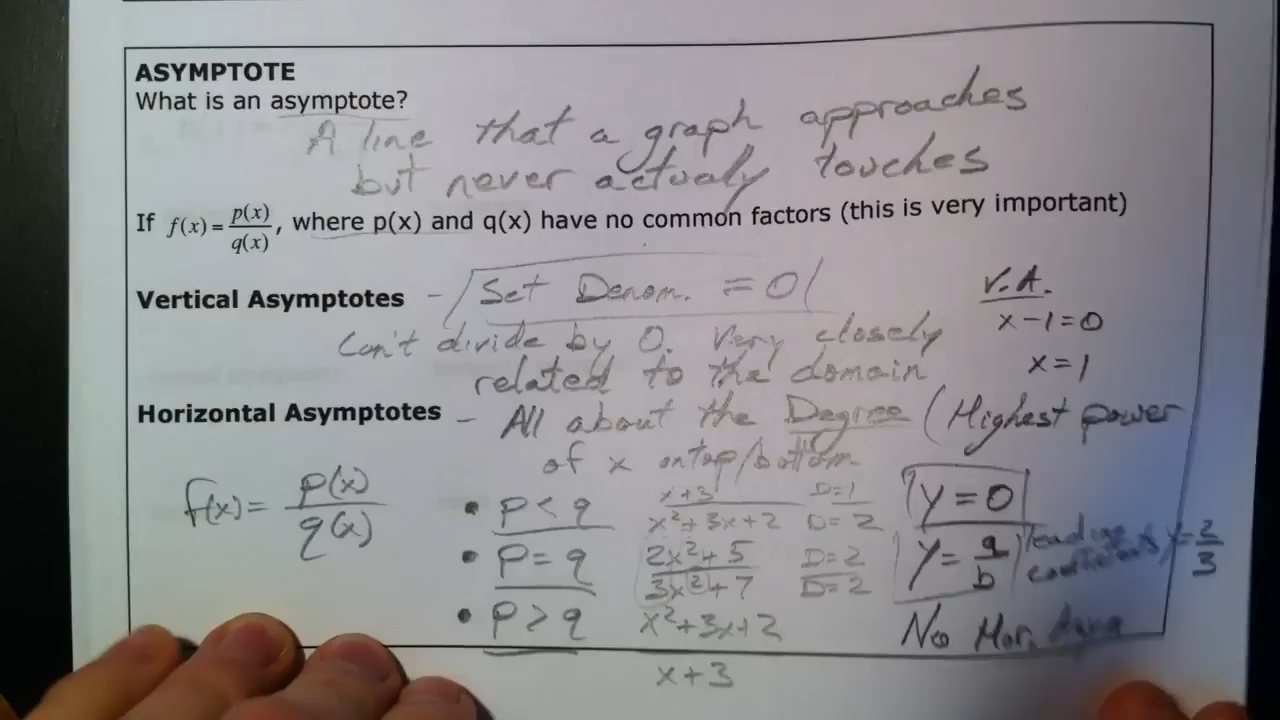 ASYMPTOTE
What is an asymptote?
A line that a graph approaches
but never actualy touches
If f(x) = p(x)/q(x), where p(x) and q(x) have no common factors (this is very important)
Vertical Asymptotes - Set Denom. = 0
V.A.
x-1=0
x=1
Can't divide by 0. Very closely
related to the domain
Horizontal Asymptotes - All about the Degree (Highest power
of x ontop/bottom
f(x) = p(x)/q(x)
• P < q x+3/x²+3x+2 D=1/D=2 y=0
• P = q 2x²+5/3x²+7 D=2/D=2 y=a/b leading coefficients y=2/3
• P > q x²+3x+2/x+3 No Hor.